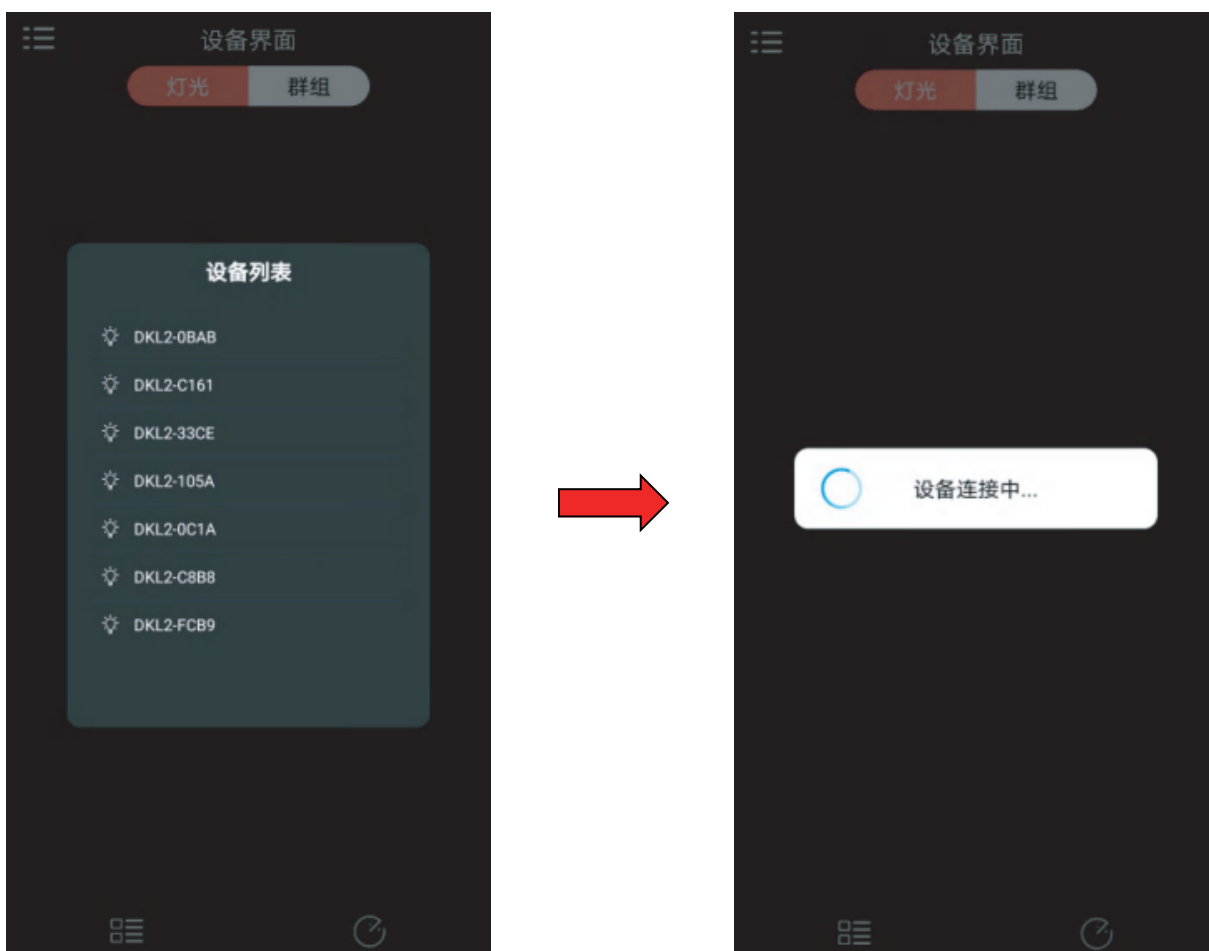 设备界面
灯光 群组
设备列表
DKL2-0BAB
DKL2-C161
DKL2-33CE
DKL2-105A
DKL2-0C1A
DKL2-C8B8
DKL2-FCB9
设备界面
灯光 群组
设备连接中...